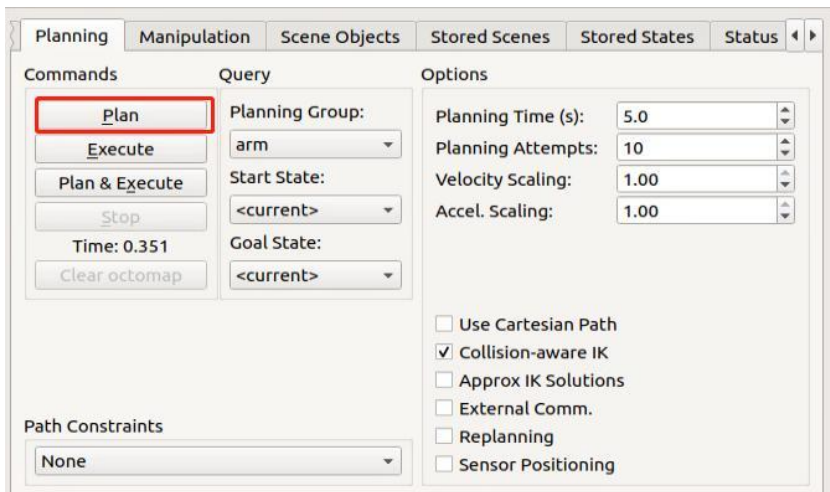 Planning Manipulation Scene Objects Stored Scenes Stored States Status
Commands
Plan
Execute
Plan & Execute
Stop
Time: 0.351
Clear octomap
Query
Planning Group:
arm
Start State:
<current>
Goal State:
<current>
Options
Planning Time (s): 5.0
Planning Attempts: 10
Velocity Scaling: 1.00
Accel. Scaling: 1.00
Use Cartesian Path
Collision-aware IK
Approx IK Solutions
External Comm.
Replanning
Sensor Positioning
Path Constraints
None